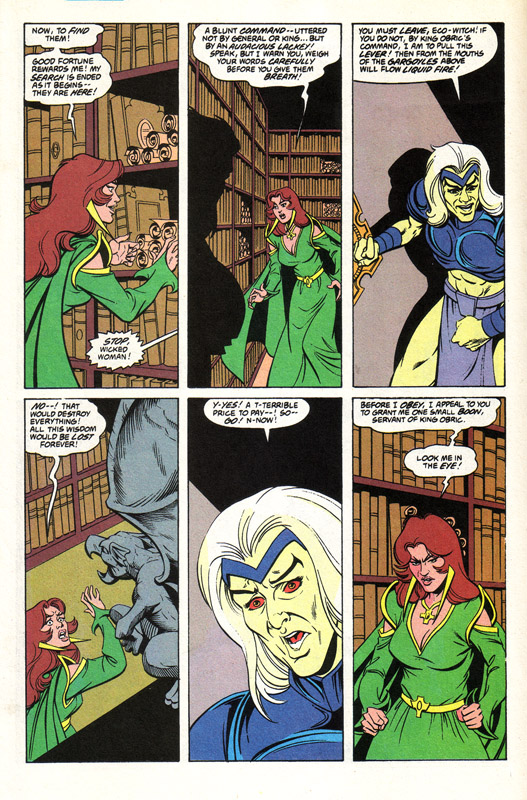 NOW, TO FIND
THEM!
GOOD FORTUNE
REWARDS ME! MY
SEARCH IS ENDED
AS IT BEGINS--
THEY ARE HERE!
STOP,
WICKED
WOMAN!
A BLUNT COMMAND--UTTERED
NOT BY GENERAL OR KING... BUT
BY AN AUDACIOUS LACKEY!
SPEAK, BUT I WARN YOU, WEIGH
YOUR WORDS CAREFULLY
BEFORE YOU GIVE THEM
BREATH!
YOU MUST LEAVE, ECO-WITCH! IF
YOU DO NOT, BY KING OBRIC'S
COMMAND, I AM TO PULL THIS
LEVER! THEN FROM THE MOUTHS
OF THE GARGOYLES ABOVE
WILL FLOW LIQUID FIRE!
NO--! THAT
WOULD DESTROY
EVERYTHING!
ALL THIS WISDOM
WOULD BE LOST
FOREVER!
Y-YES! A T-TERRIBLE
PRICE TO PAY--! SO--
GO! N-NOW!
BEFORE I OBEY, I APPEAL TO YOU
TO GRANT ME ONE SMALL BOON,
SERVANT OF KING OBRIC.
LOOK ME IN
THE EYE!